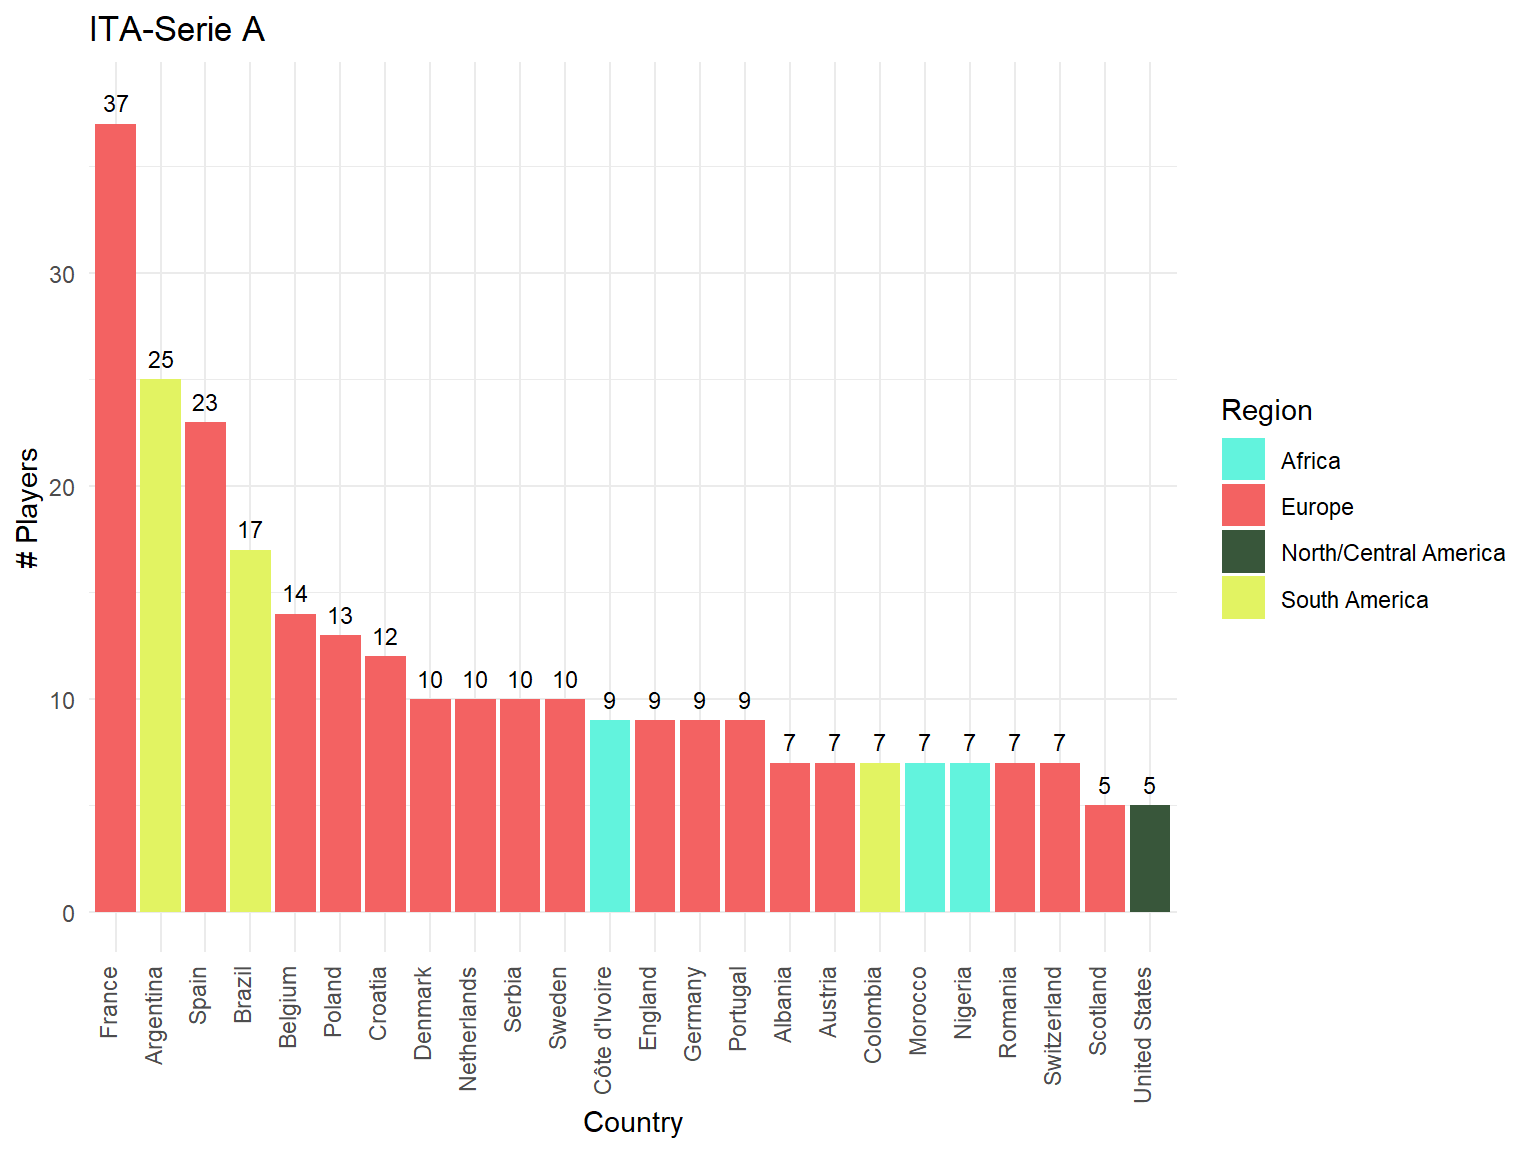 ITA-Serie A
# Players
30
20
10
0
37
25
23
17
14
13
12
10
10
10
10
9
9
9
9
7
7
7
7
7
7
7
5
5
France
Argentina
Spain
Brazil
Belgium
Poland
Croatia
Denmark
Netherlands
Serbia
Sweden
Côte d'Ivoire
England
Germany
Portugal
Albania
Austria
Colombia
Morocco
Nigeria
Romania
Switzerland
Scotland
United States
Country
Region
Africa
Europe
North/Central America
South America